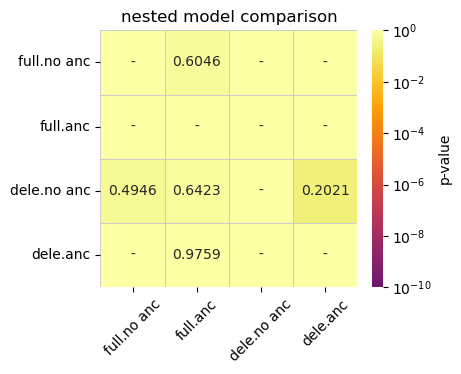 nested model comparison
full.no anc - 0.6046 - -
full.anc - - - -
dele.no anc 0.4946 0.6423 - 0.2021
dele.anc - 0.9759 - -
full.no anc full.anc dele.no anc dele.anc
10^0
10^-2
10^-4
10^-6
10^-8
10^-10
p-value